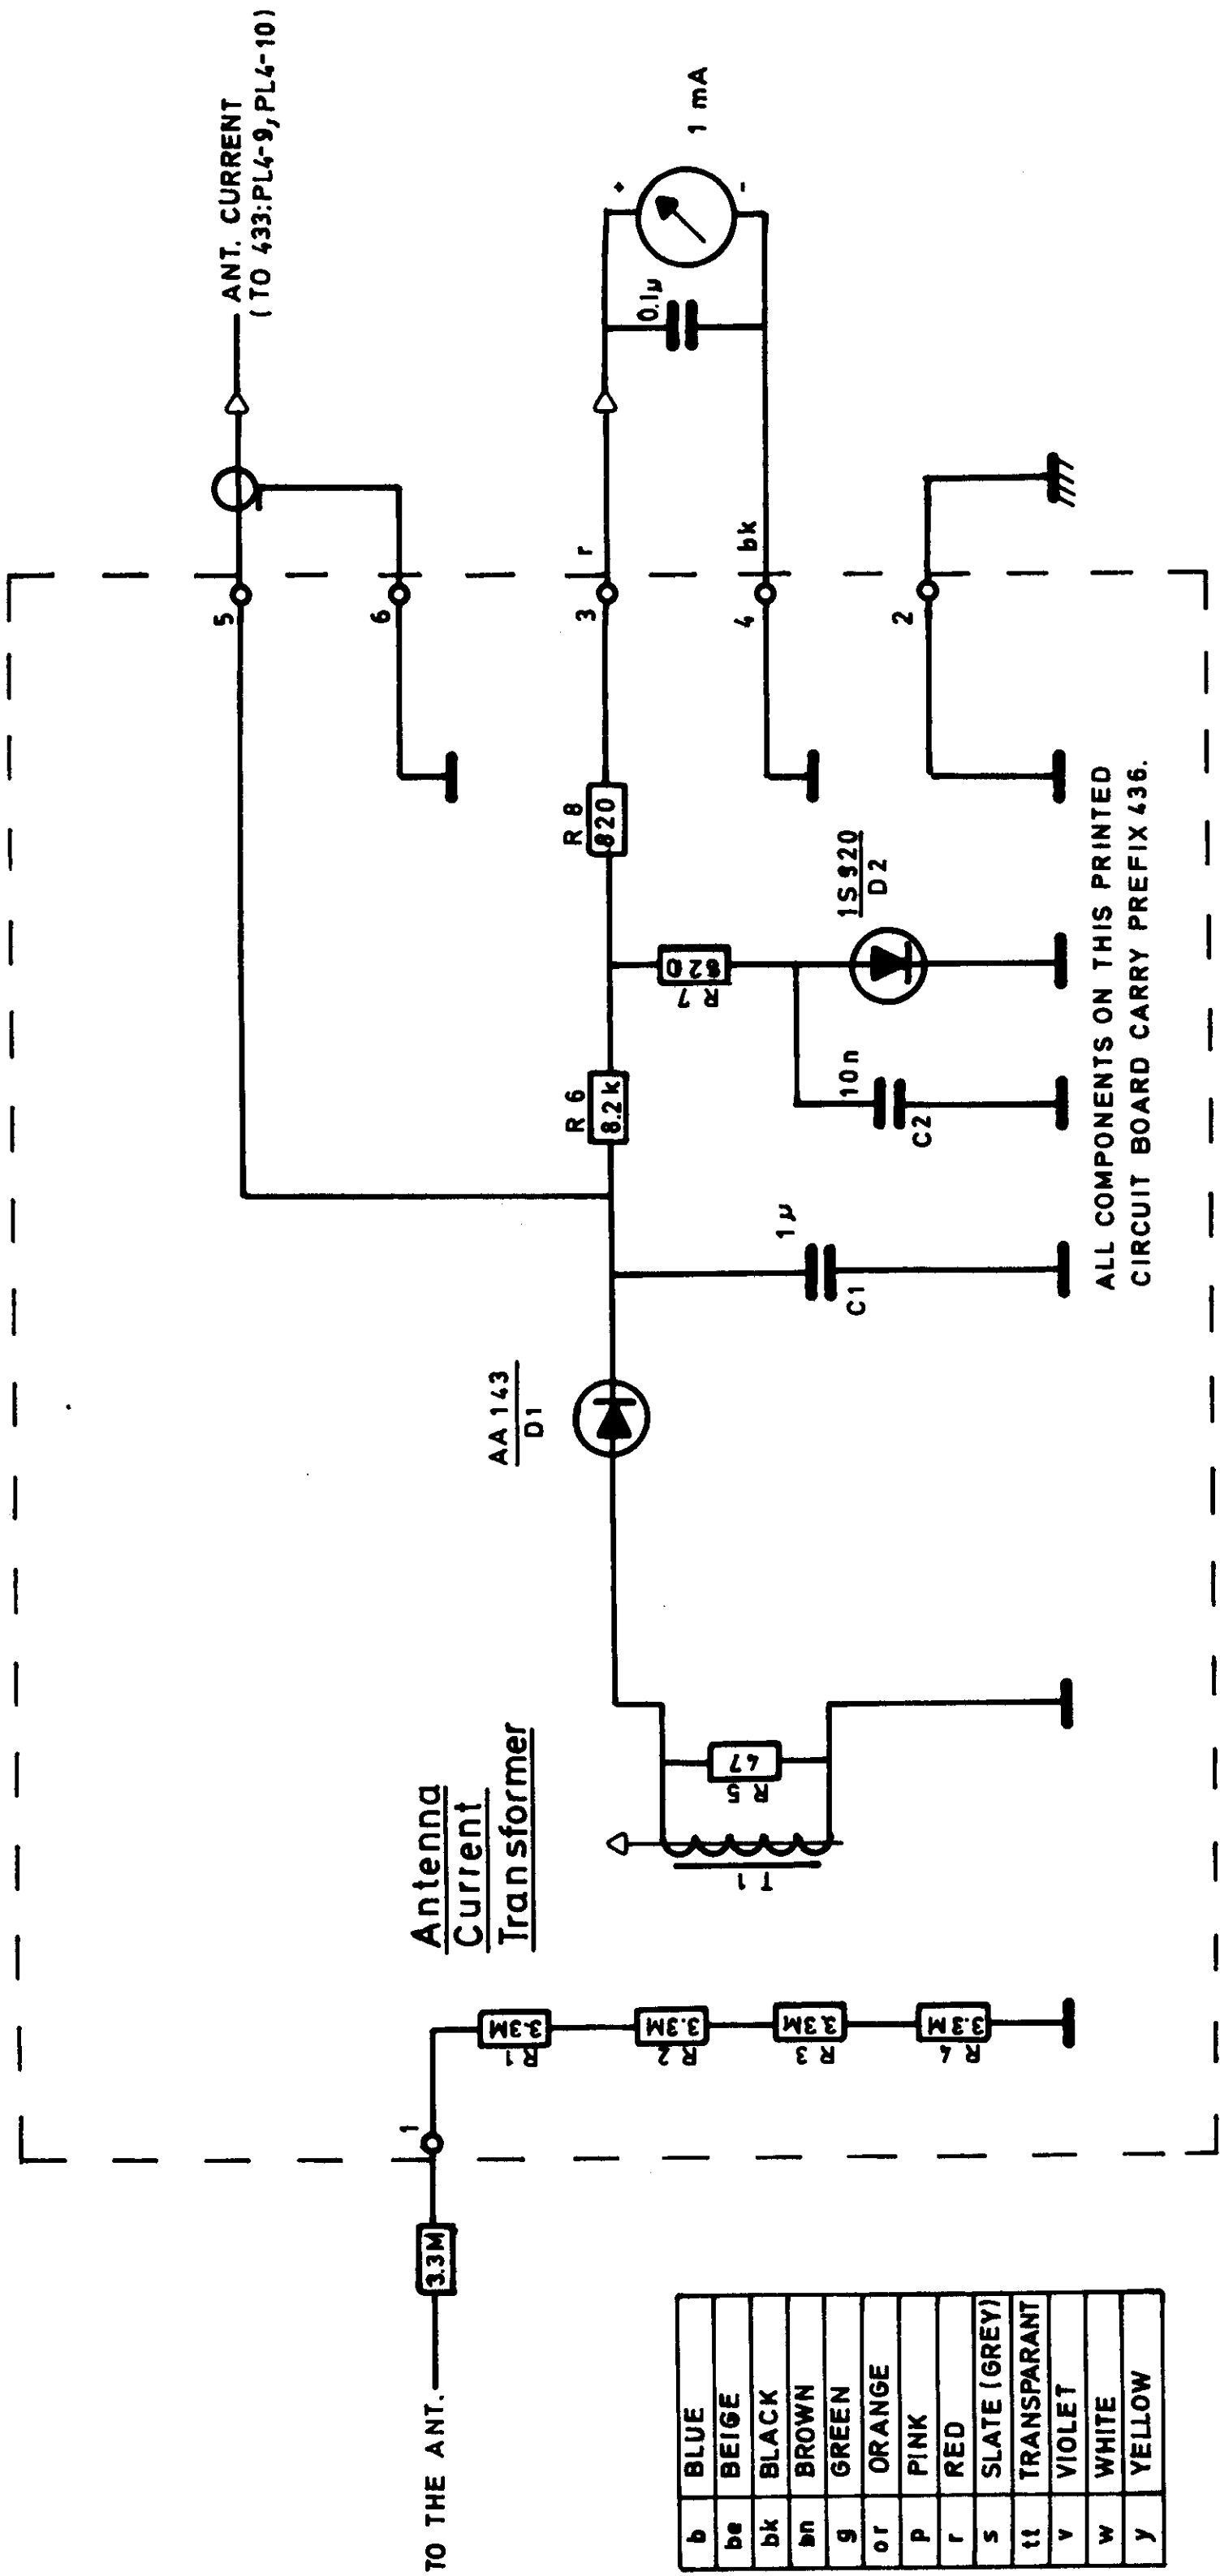 ANT. CURRENT
(TO 433:PL4-9, PL4-10)
5
6
r
3
bk
4
2
+
-
1 mA
0.1µ
Antenna
Current
Transformer
AA 143
D1
R 6
8.2 k
R 8
820
R 7
820
1S 920
D2
10n
C2
1µ
C1
R 5
47
T 1
TO THE ANT.
3.3M
1
R 1
3.3M
R 2
3.3M
R 3
3.3M
R 4
3.3M
ALL COMPONENTS ON THIS PRINTED
CIRCUIT BOARD CARRY PREFIX 436.
b BLUE
be BEIGE
bk BLACK
bn BROWN
g GREEN
or ORANGE
p PINK
r RED
s SLATE (GREY)
tt TRANSPARANT
v VIOLET
w WHITE
y YELLOW